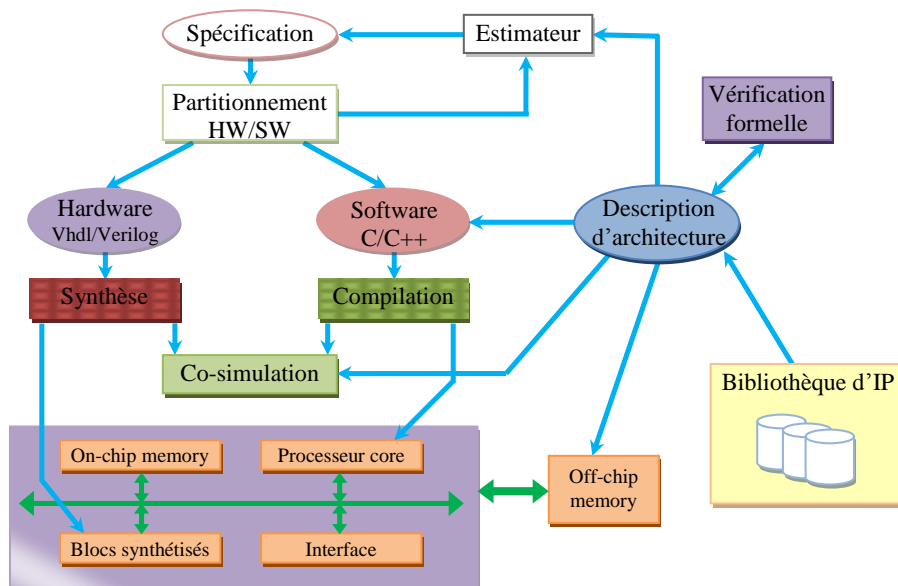 Spécification
Estimateur
Partitionnement
HW/SW
Vérification
formelle
Hardware
Vhdl/Verilog
Software
C/C++
Description
d’architecture
Synthèse
Compilation
Co-simulation
Bibliothèque d’IP
On-chip memory
Processeur core
Off-chip
memory
Blocs synthétisés
Interface